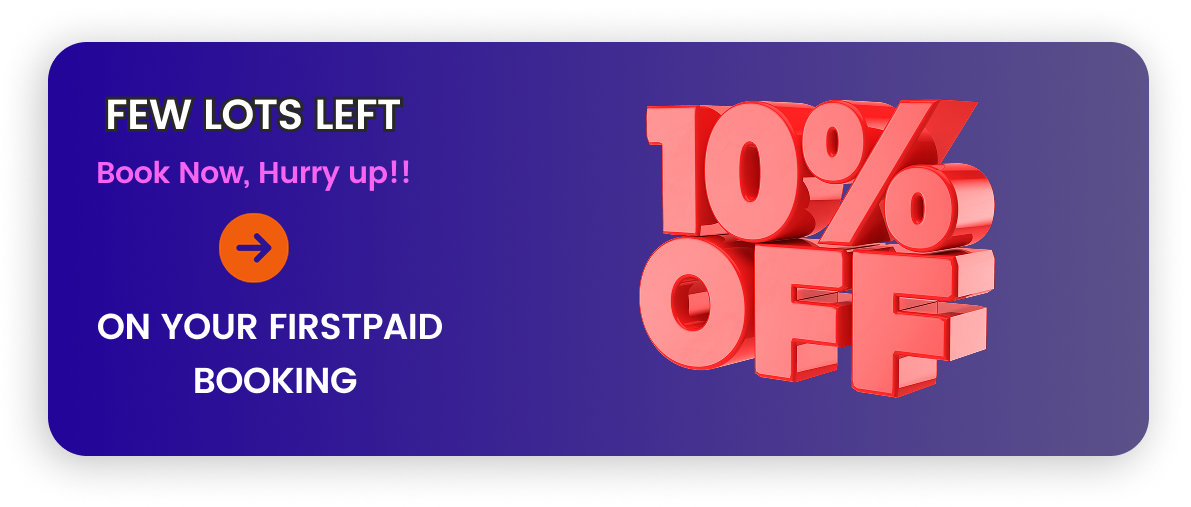 FEW LOTS LEFT
Book Now, Hurry up!!
ON YOUR FIRSTPAID
BOOKING
10%
OFF